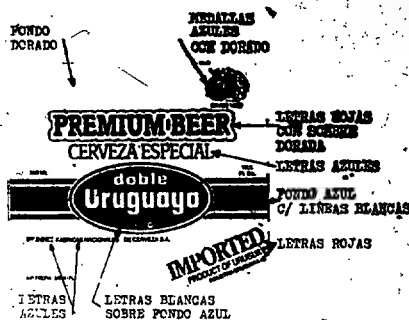 FONDO
DORADO
MEDALLAS
AZULES
CON DORADO
PREMIUM BEER
LETRAS ROJAS
CON SOMBRE
DORADA
CERVEZA ESPECIAL
LETRAS AZULES
doble
Uruguaya
FONDO AZUL
C/ LINEAS BLANCAS
IMPORTED
PRODUCT OF URUGUAY
LETRAS ROJAS
LETRAS
AZULES
LETRAS BLANCAS
SOBRE FONDO AZUL